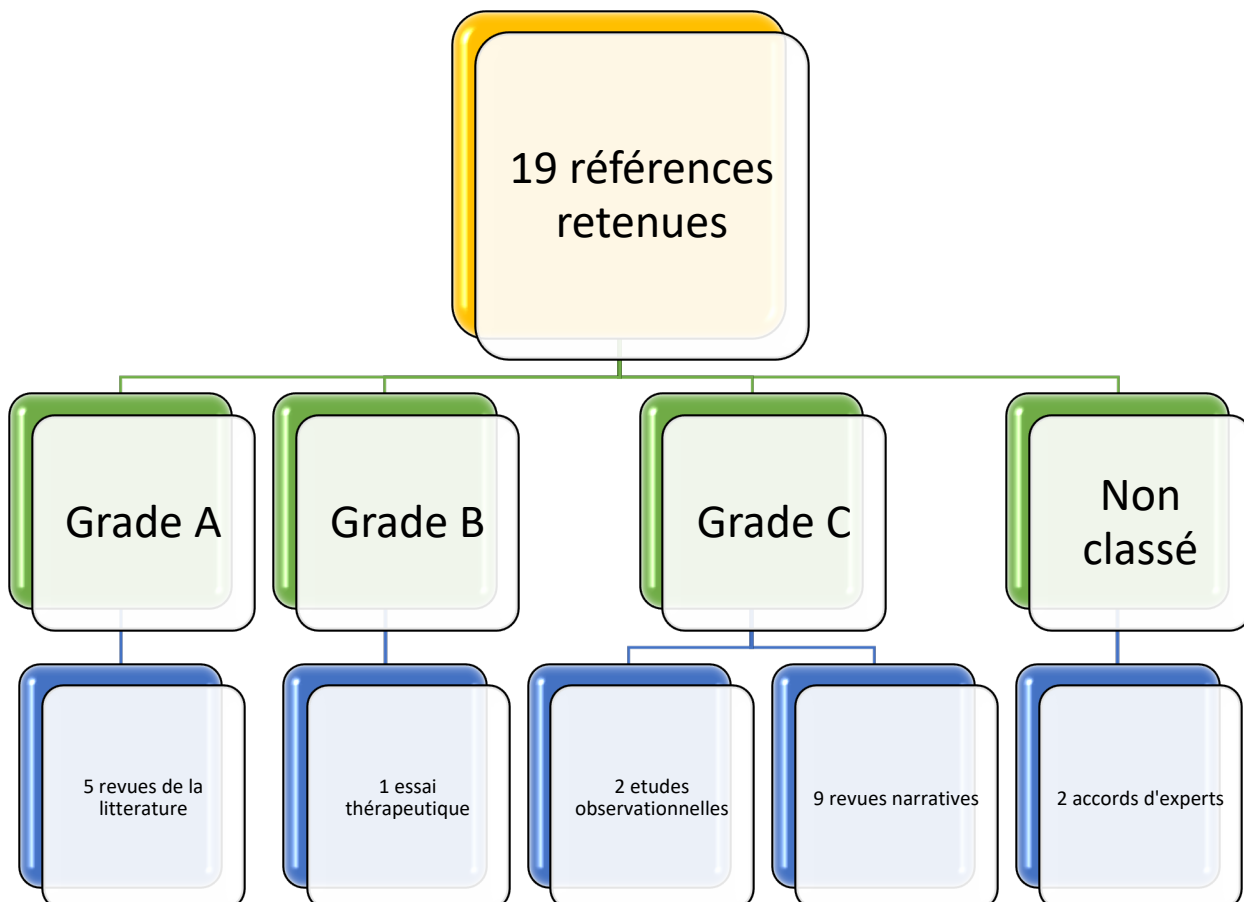 19 références
retenues
Grade A
Grade B
Grade C
Non
classé
5 revues de la
litterature
1 essai
thérapeutique
2 etudes
observationnelles
9 revues narratives
2 accords d'experts